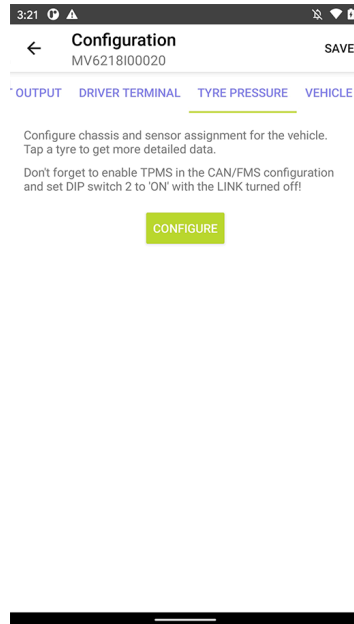 3:21
Configuration
MV6218I00020
SAVE
OUTPUT DRIVER TERMINAL TYRE PRESSURE VEHICLE
Configure chassis and sensor assignment for the vehicle.
Tap a tyre to get more detailed data.
Don't forget to enable TPMS in the CAN/FMS configuration
and set DIP switch 2 to 'ON' with the LINK turned off!
CONFIGURE